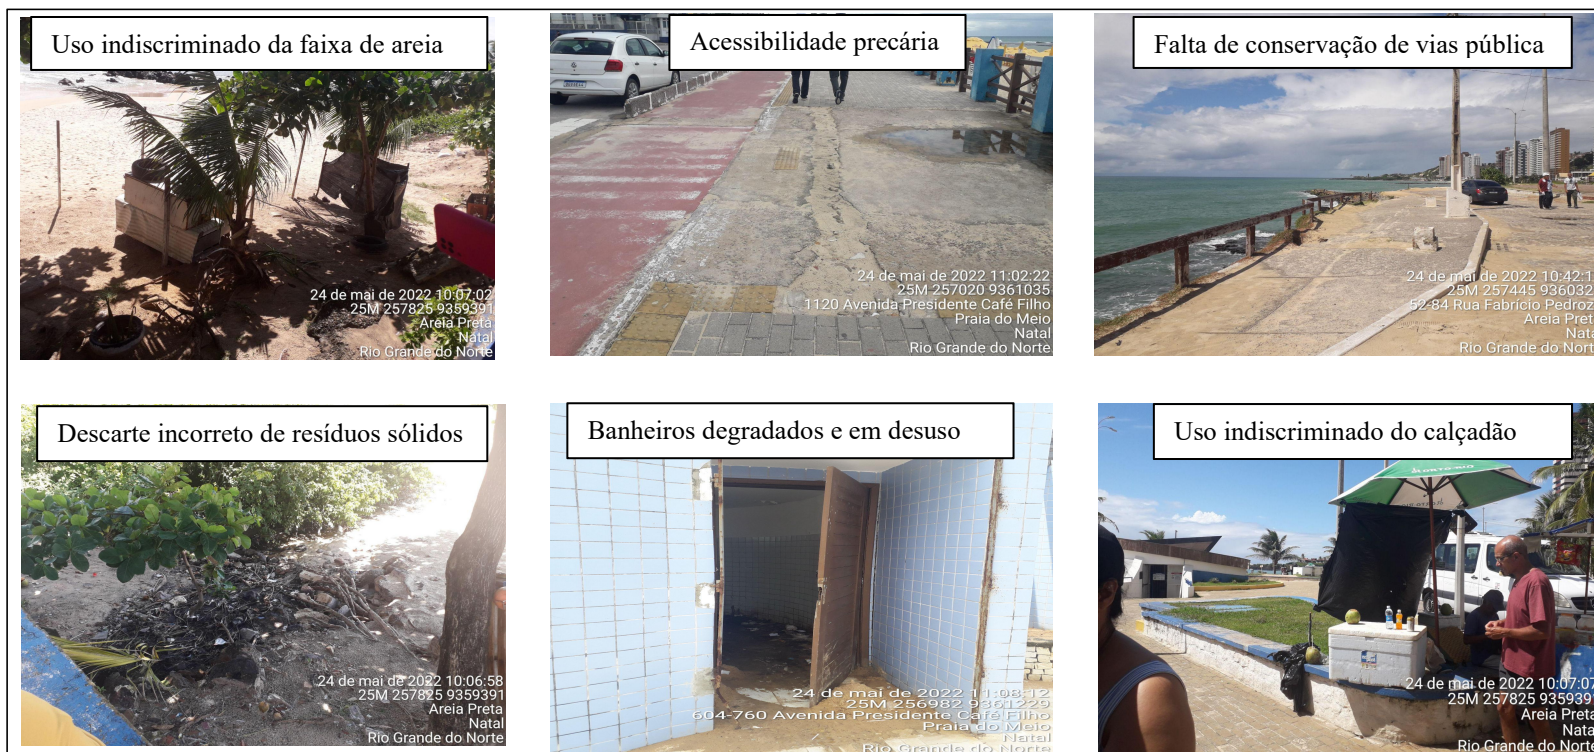 Uso indiscriminado da faixa de areia
24 de mai de 2022 10:07:02
25M 257825 9359391
Areia Preta
Natal
Rio Grande do Norte
Acessibilidade precária
24 de mai de 2022 11:02:22
25M 257020 9361035
1120 Avenida Presidente Café Filho
Praia do Meio
Natal
Rio Grande do Norte
Falta de conservação de vias pública
24 de mai de 2022 10:42:1
25M 257445 936032
52-84 Rua Fabrício Pedroz
Areia Pret
Nata
Rio Grande do Nort
Descarte incorreto de resíduos sólidos
24 de mai de 2022 10:06:58
25M 257825 9359391
Areia Preta
Natal
Rio Grande do Norte
Banheiros degradados e em desuso
24 de mai de 2022 11:08:12
25M 256982 9361229
604-760 Avenida Presidente Café Filho
Praia do Meio
Natal
Rio Grande do Norte
Uso indiscriminado do calçadão
24 de mai de 2022 10:07:07
25M 257825 9359391
Areia Preta
Natal
Rio Grande do Norte